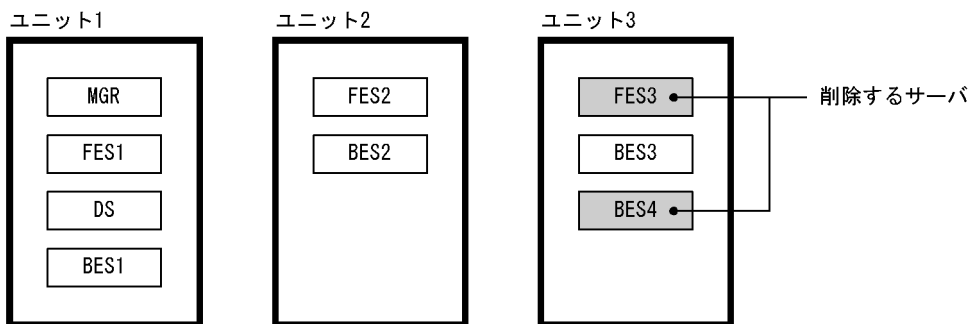 ユニット1
MGR
FES1
DS
BES1
ユニット2
FES2
BES2
ユニット3
FES3
BES3
BES4
削除するサーバ